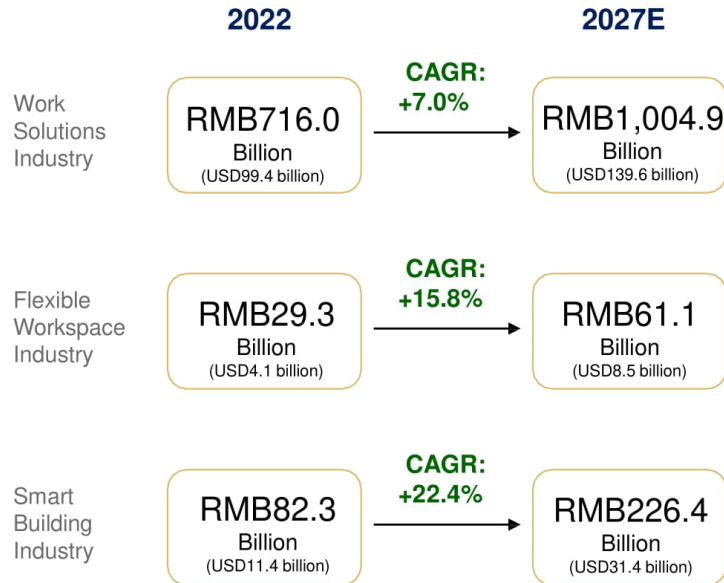 2022
2027E
Work
Solutions
Industry
RMB716.0
Billion
(USD99.4 billion)
CAGR:
+7.0%
RMB1,004.9
Billion
(USD139.6 billion)
Flexible
Workspace
Industry
RMB29.3
Billion
(USD4.1 billion)
CAGR:
+15.8%
RMB61.1
Billion
(USD8.5 billion)
Smart
Building
Industry
RMB82.3
Billion
(USD11.4 billion)
CAGR:
+22.4%
RMB226.4
Billion
(USD31.4 billion)